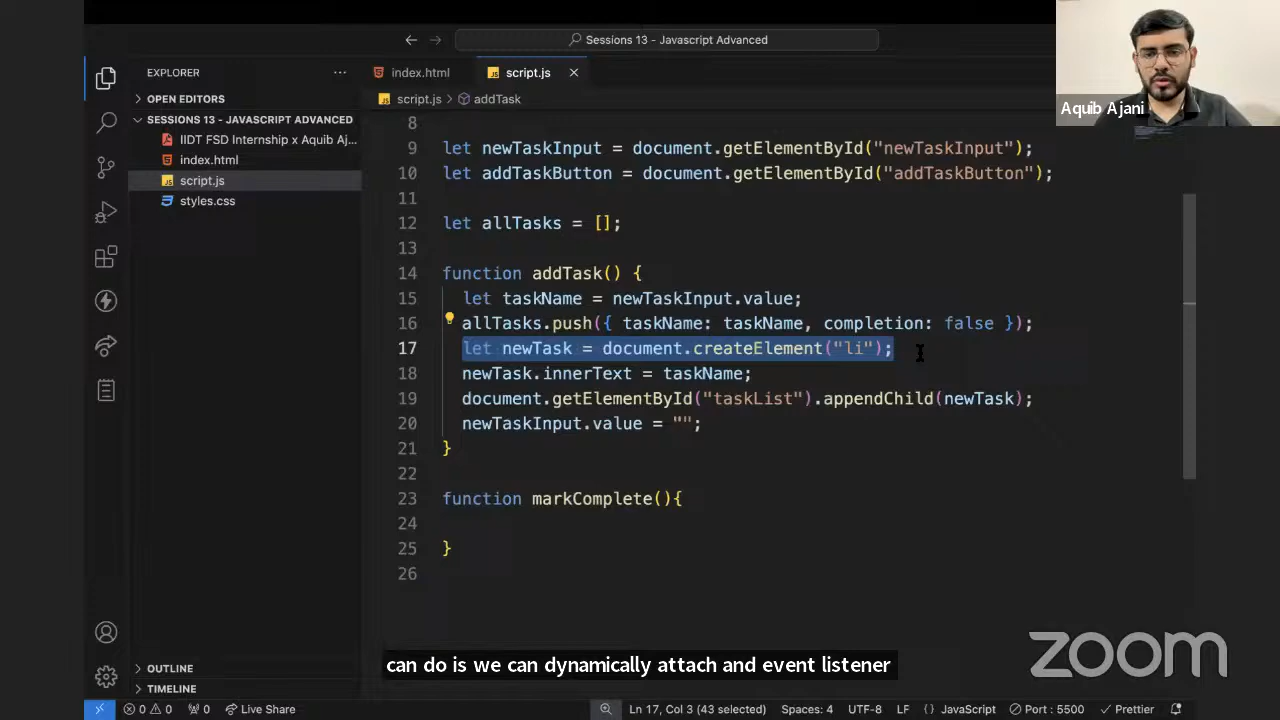 Sessions 13 - Javascript Advanced
Aquib Ajani
EXPLORER
OPEN EDITORS
SESSIONS 13 - JAVASCRIPT ADVANCED
IIDT FSD Internship x Aquib Aj...
index.html
script.js
styles.css
OUTLINE
TIMELINE
index.html
script.js
script.js > addTask
8
9 let newTaskInput = document.getElementById("newTaskInput");
10 let addTaskButton = document.getElementById("addTaskButton");
11
12 let allTasks = [];
13
14 function addTask() {
15 let taskName = newTaskInput.value;
16 allTasks.push({ taskName: taskName, completion: false });
17 let newTask = document.createElement("li");
18 newTask.innerText = taskName;
19 document.getElementById("taskList").appendChild(newTask);
20 newTaskInput.value = "";
21 }
22
23 function markComplete(){
24
25 }
26
can do is we can dynamically attach and event listener
zoom
0 0 0 Live Share Ln 17, Col 3 (43 selected) Spaces: 4 UTF-8 LF {} JavaScript Port : 5500 Prettier